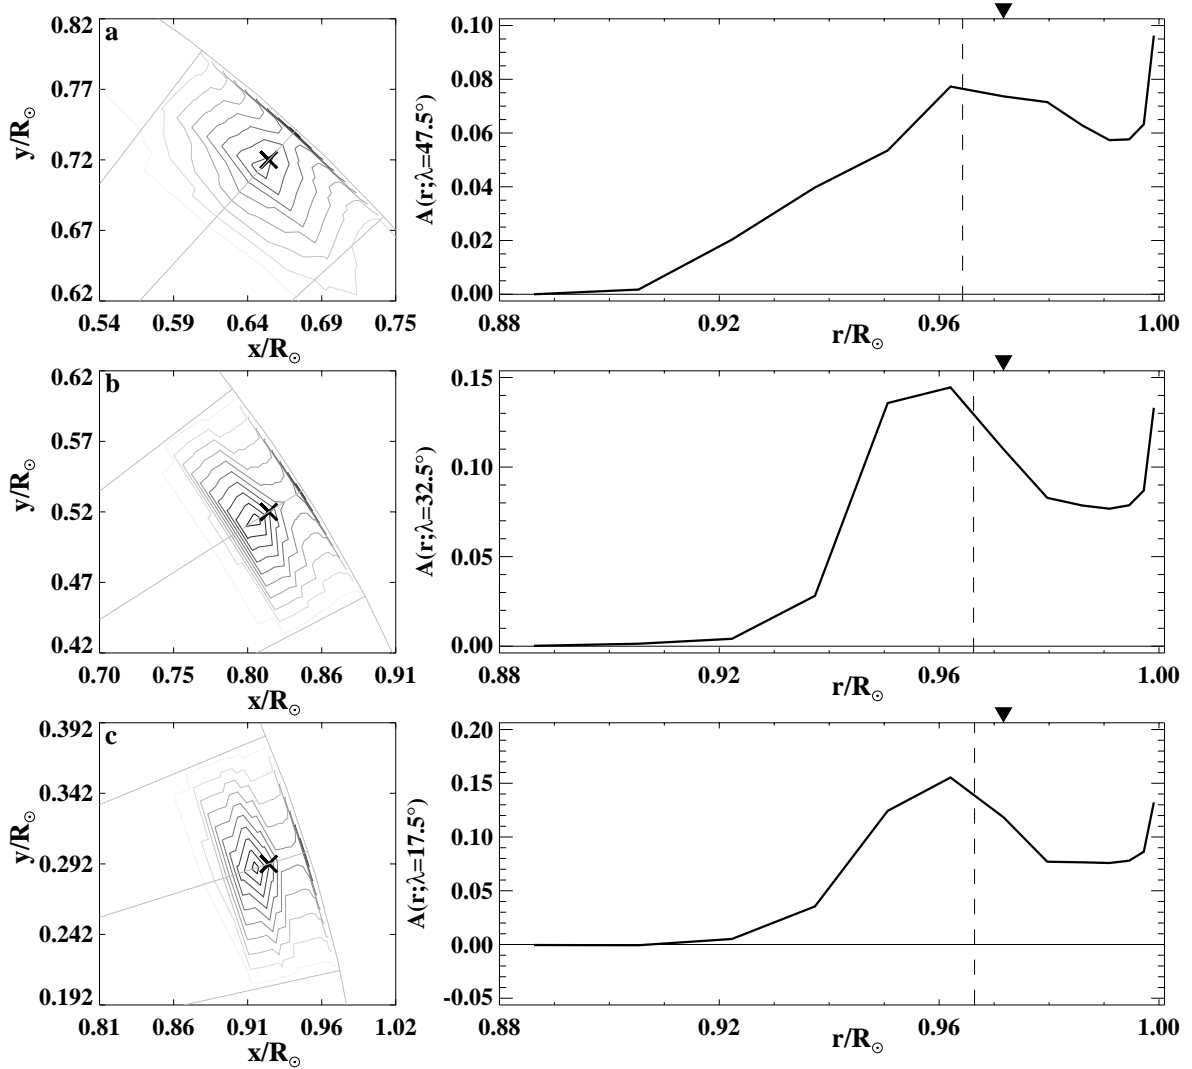 a
0.82
0.77
0.72
0.67
0.62
y/R☉
0.54 0.59 0.64 0.69 0.75
x/R☉
A(r;λ=47.5°)
0.10
0.08
0.06
0.04
0.02
0.00
0.88 0.92 0.96 1.00
r/R☉
b
0.62
0.57
0.52
0.47
0.42
y/R☉
0.70 0.75 0.80 0.86 0.91
x/R☉
A(r;λ=32.5°)
0.15
0.10
0.05
0.00
0.88 0.92 0.96 1.00
r/R☉
c
0.392
0.342
0.292
0.242
0.192
y/R☉
0.81 0.86 0.91 0.96 1.02
x/R☉
A(r;λ=17.5°)
0.20
0.15
0.10
0.05
0.00
-0.05
0.88 0.92 0.96 1.00
r/R☉